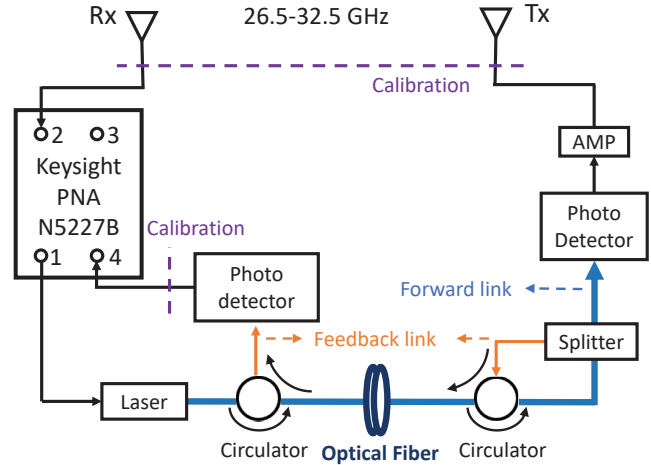 Rx
26.5-32.5 GHz
Tx
Calibration
2
3
Keysight
PNA
N5227B
1
4
AMP
Photo
Detector
Calibration
Photo
detector
Forward link
Feedback link
Splitter
Laser
Circulator
Optical Fiber
Circulator